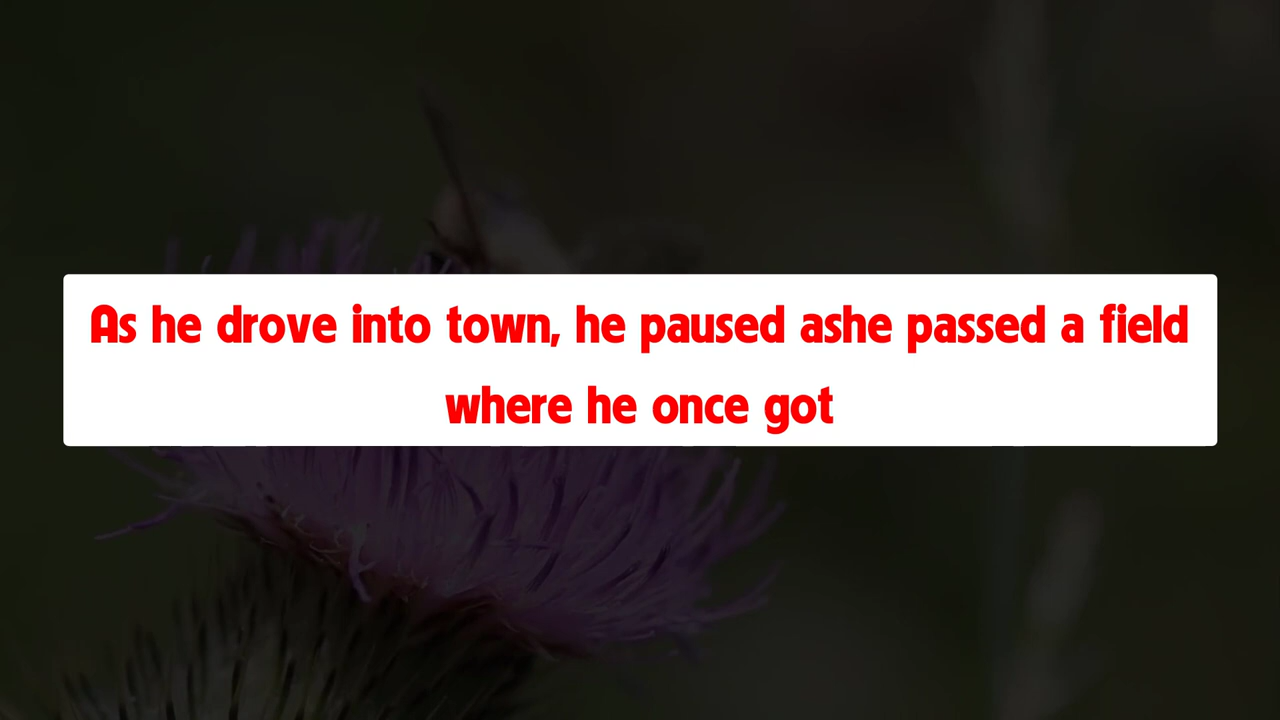 As he drove into town, he paused ashe passed a field
where he once got